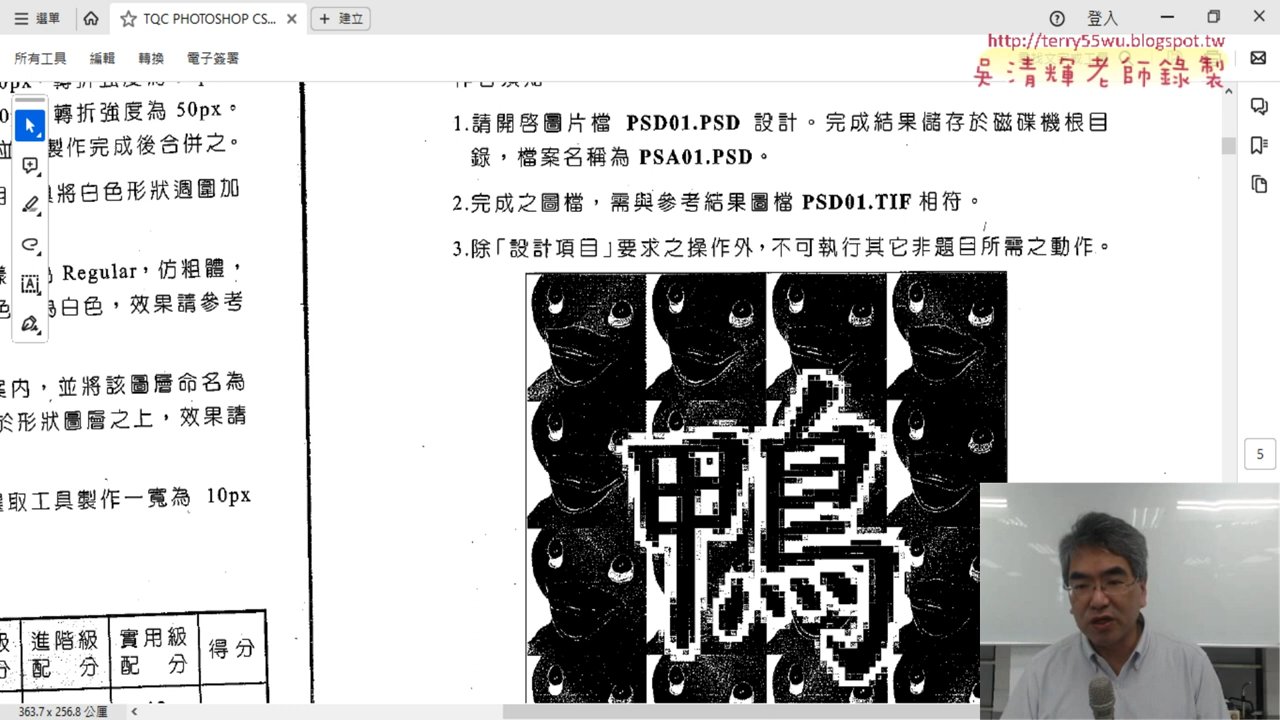 選單
TQC PHOTOSHOP CS...
建立
登入
所有工具
編輯
轉換
電子簽署
http://terry55wu.blogspot.tw
吳清輝老師錄製
轉折強度為 50px。
製作完成後合併之。
將白色形狀週圍加
Regular，仿粗體，
為白色，效果請參考
案內，並將該圖層命名為
於形狀圖層之上，效果請
取工具製作一寬為 10px
進階級配分
實用級配分
得分
1.請開啓圖片檔 PSD01.PSD 設計。完成結果儲存於磁碟機根目
錄，檔案名稱為 PSA01.PSD。
2.完成之圖檔，需與參考結果圖檔 PSD01.TIF 相符。
3.除「設計項目」要求之操作外，不可執行其它非題目所需之動作。
鴨
5
363.7 x 256.8 公厘